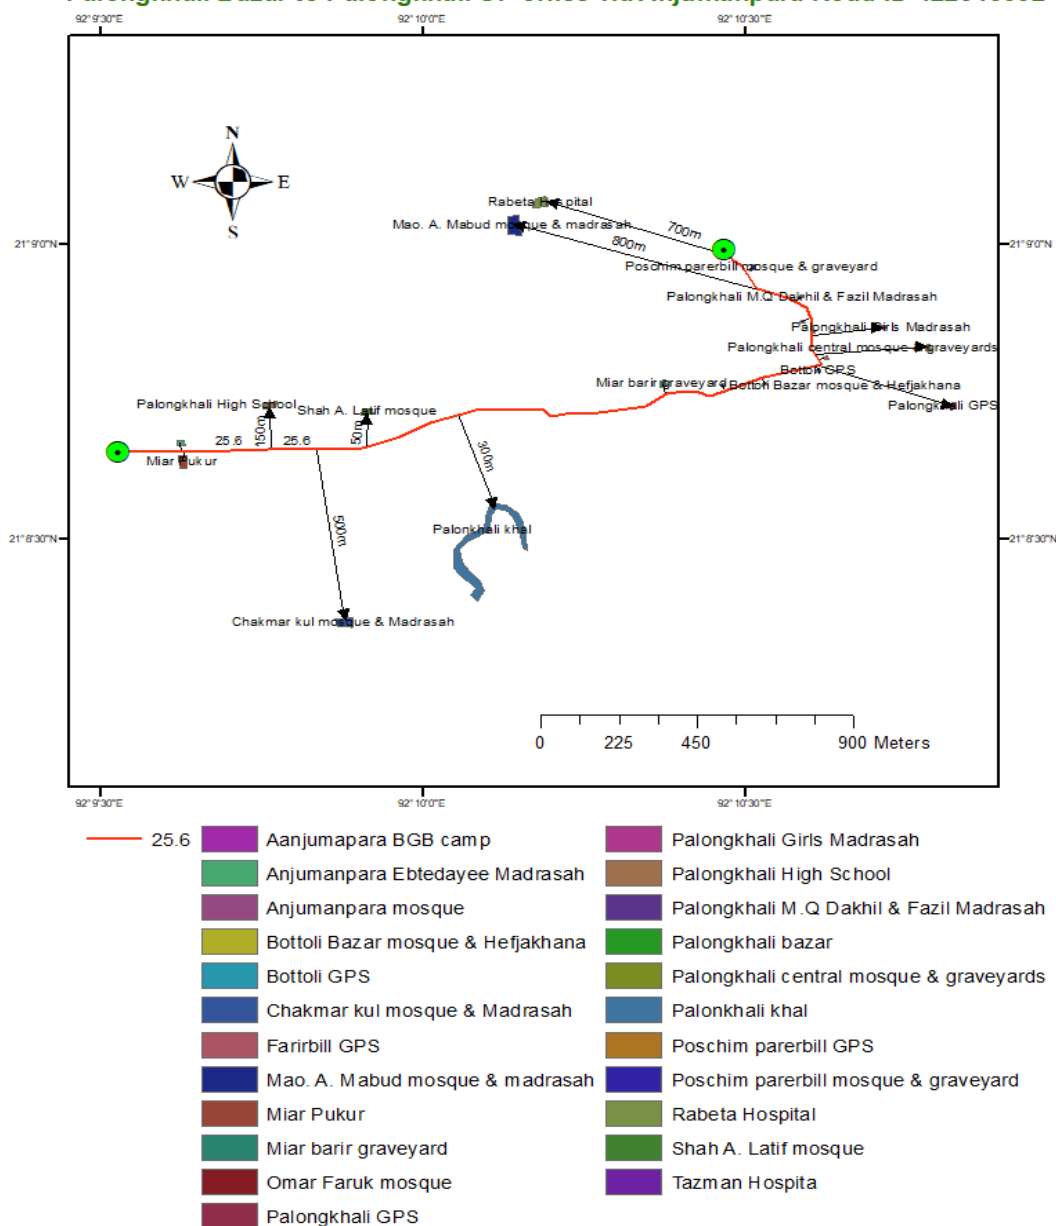 92°9'30"E 92°10'0"E 92°10'30"E
N
W E
S
Rabeta Hospital
Mao. A. Mabud mosque & madrasah
700m
800m
21°9'0"N 21°9'0"N
Poschim parerbill mosque & graveyard
Palongkhali M.Q Dakhil & Fazil Madrasah
Palongkhali Girls Madrasah
Palongkhali central mosque & graveyards
Bottoli GPS
Miar barir graveyard
Bottoli Bazar mosque & Hefjakhana
Palongkhali GPS
Palongkhali High School
Shah A. Latif mosque
150m
50m
25.6 25.6
Miar Pukur
300m
500m
Palonkhali khal
21°8'30"N 21°8'30"N
Chakmar kul mosque & Madrasah
0 225 450 900 Meters
92°9'30"E 92°10'0"E 92°10'30"E
25.6
Aanjumapara BGB camp
Anjumanpara Ebtedayee Madrasah
Anjumanpara mosque
Bottoli Bazar mosque & Hefjakhana
Bottoli GPS
Chakmar kul mosque & Madrasah
Farirbill GPS
Mao. A. Mabud mosque & madrasah
Miar Pukur
Miar barir graveyard
Omar Faruk mosque
Palongkhali GPS
Palongkhali Girls Madrasah
Palongkhali High School
Palongkhali M.Q Dakhil & Fazil Madrasah
Palongkhali bazar
Palongkhali central mosque & graveyards
Palonkhali khal
Poschim parerbill GPS
Poschim parerbill mosque & graveyard
Rabeta Hospital
Shah A. Latif mosque
Tazman Hospita